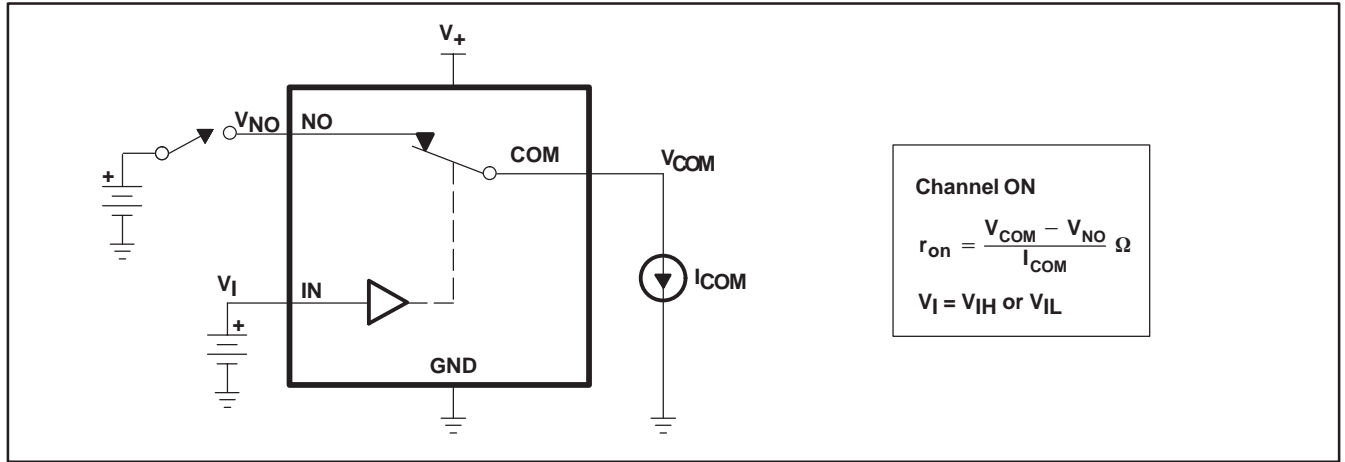 V+
VNO
NO
COM
VCOM
+
ICOM
VI
IN
+
GND
Channel ON
ron = VCOM − VNO / ICOM Ω
VI = VIH or VIL